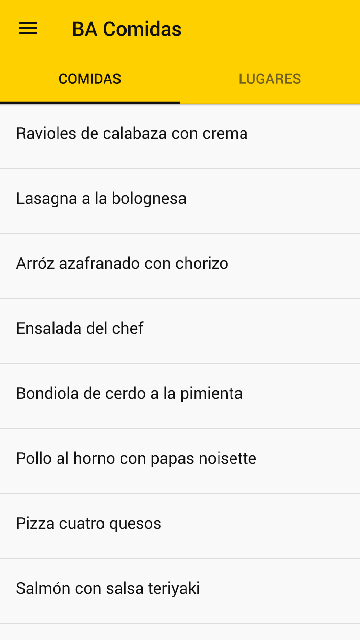 BA Comidas
COMIDAS
LUGARES
Ravioles de calabaza con crema
Lasagna a la bolognesa
Arróz azafranado con chorizo
Ensalada del chef
Bondiola de cerdo a la pimienta
Pollo al horno con papas noisette
Pizza cuatro quesos
Salmón con salsa teriyaki